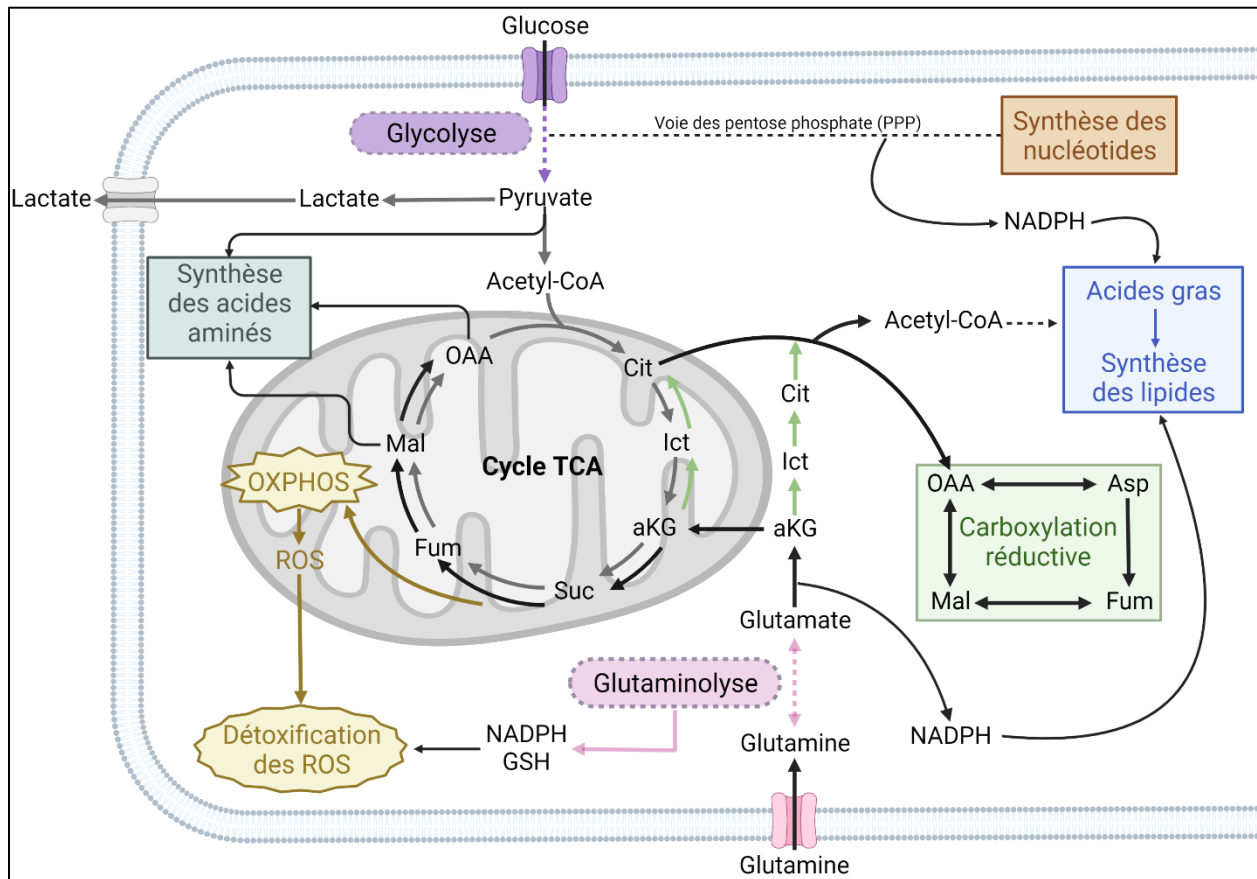 Glucose
Glycolyse
Voie des pentose phosphate (PPP)
Synthèse des
nucléotides
Lactate
Lactate
Pyruvate
NADPH
Synthèse
des acides
aminés
Acetyl-CoA
Acides gras
Synthèse
des lipides
Acetyl-CoA
OAA
Cit
Cit
Mal
Ict
Ict
Cycle TCA
OXPHOS
ROS
aKG
aKG
Fum
Suc
OAA
Asp
Carboxylation
réductive
Mal
Fum
Glutamate
Glutaminolyse
Détoxification
des ROS
NADPH
GSH
Glutamine
NADPH
Glutamine